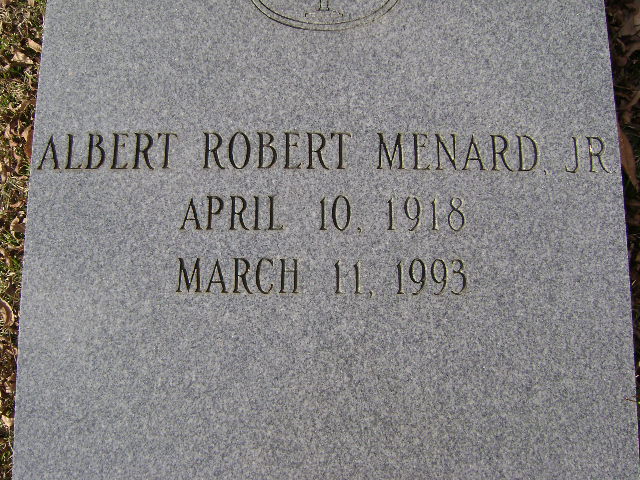 ALBERT ROBERT MENARD, JR.
APRIL 10, 1918
MARCH 11, 1993